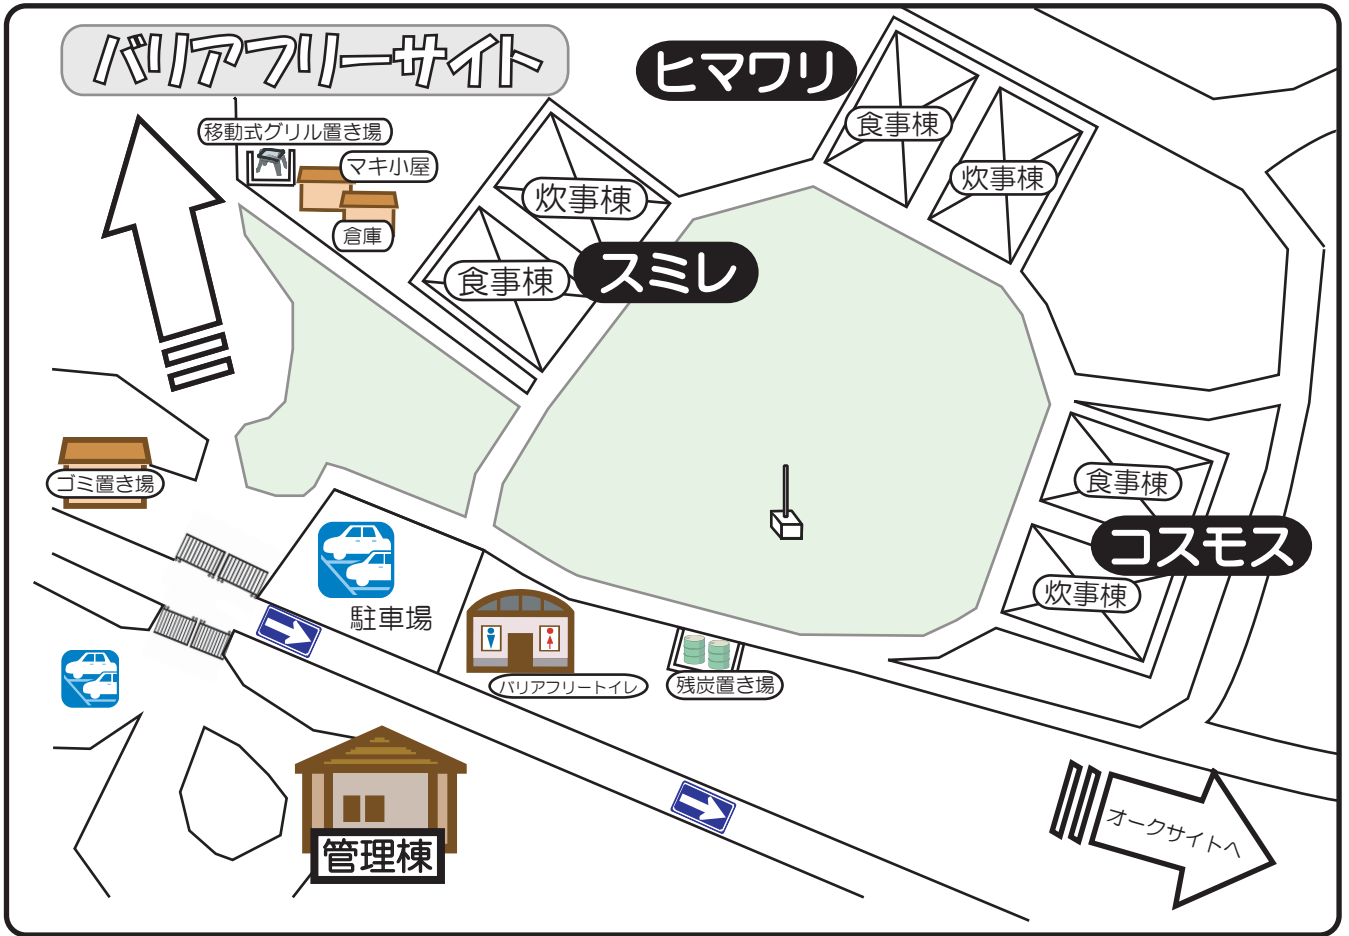 バリアフリーサイト
ヒマワリ
食事棟
炊事棟
移動式グリル置き場
マキ小屋
倉庫
炊事棟
食事棟
スミレ
ゴミ置き場
食事棟
コスモス
炊事棟
駐車場
バリアフリートイレ
残炭置き場
管理棟
オークサイトへ